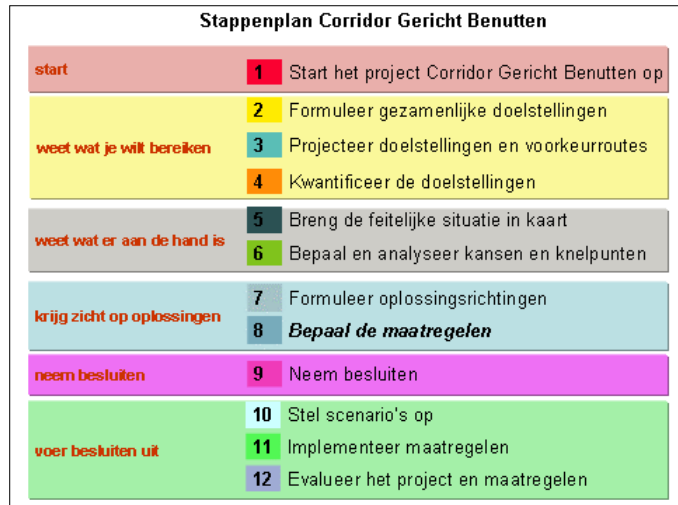 Stappenplan Corridor Gericht Benutten
start
1 Start het project Corridor Gericht Benutten op
weet wat je wilt bereiken
2 Formuleer gezamenlijke doelstellingen
3 Projecteer doelstellingen en voorkeurroutes
4 Kwantificeer de doelstellingen
weet wat er aan de hand is
5 Breng de feitelijke situatie in kaart
6 Bepaal en analyseer kansen en knelpunten
krijg zicht op oplossingen
7 Formuleer oplossingsrichtingen
8 Bepaal de maatregelen
neem besluiten
9 Neem besluiten
voer besluiten uit
10 Stel scenario's op
11 Implementeer maatregelen
12 Evalueer het project en maatregelen